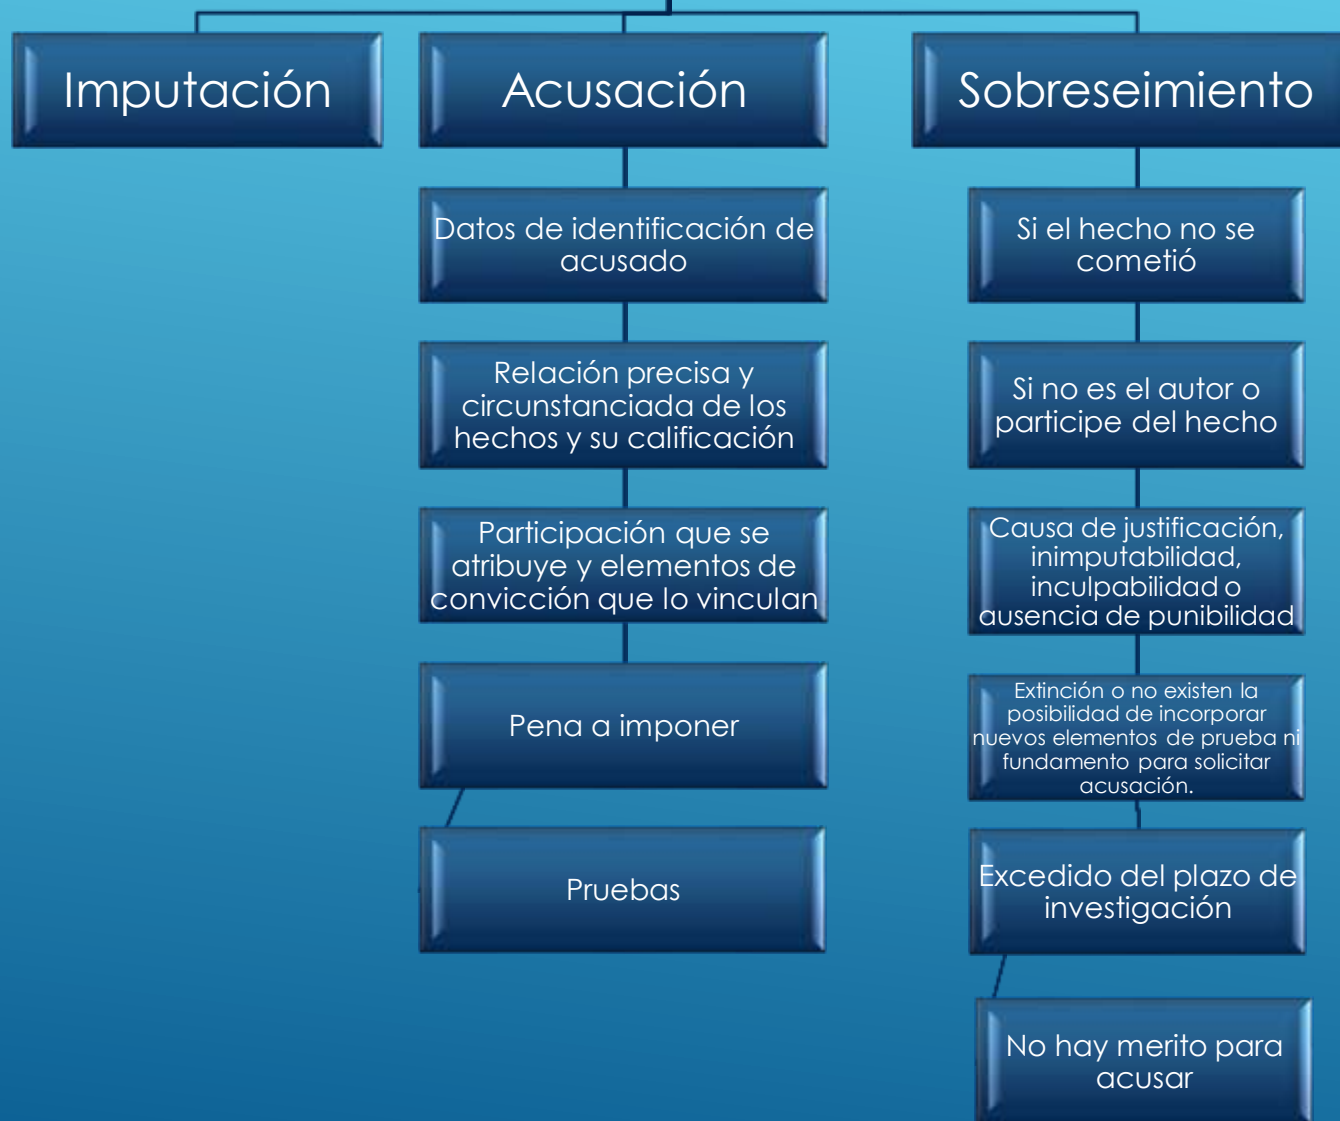 Imputación
Acusación
Sobreseimiento
Datos de identificación de
acusado
Relación precisa y
circunstanciada de los
hechos y su calificación
Participación que se
atribuye y elementos de
convicción que lo vinculan
Pena a imponer
Pruebas
Si el hecho no se
cometió
Si no es el autor o
participe del hecho
Causa de justificación,
inimputabilidad,
inculpabilidad o
ausencia de punibilidad
Extinción o no existen la
posibilidad de incorporar
nuevos elementos de prueba ni
fundamento para solicitar
acusación.
Excedido del plazo de
investigación
No hay merito para
acusar